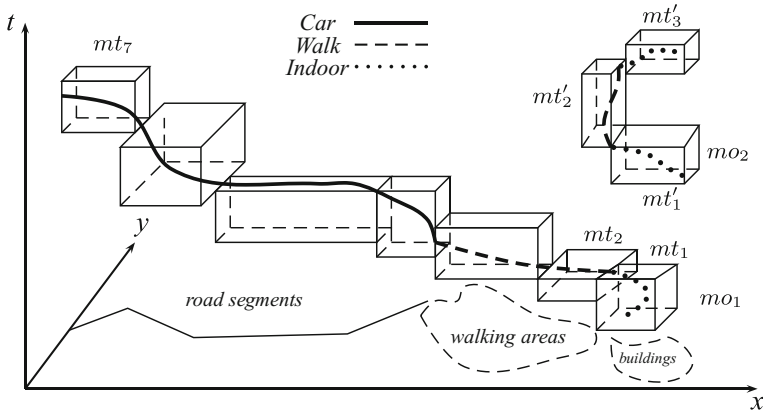 t
Car
Walk
Indoor
mt₇
mt′₃
mt′₂
mo₂
mt′₁
y
mt₂
mt₁
mo₁
road segments
walking areas
buildings
x